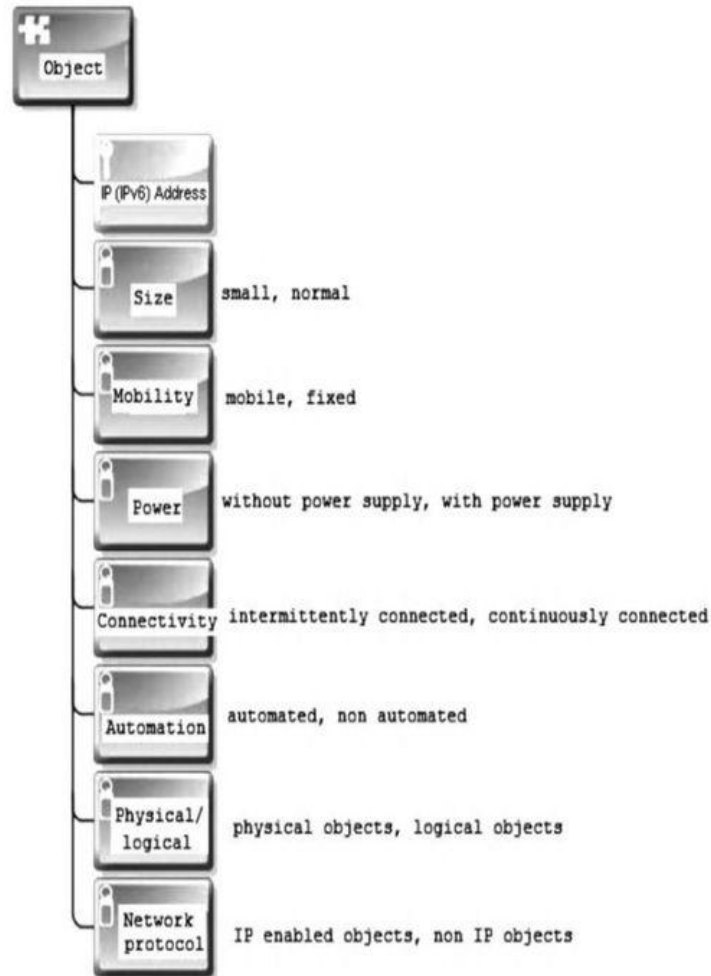 Object
IP (IPv6) Address
Size
small, normal
Mobility
mobile, fixed
Power
without power supply, with power supply
Connectivity
intermittently connected, continuously connected
Automation
automated, non automated
Physical/
logical
physical objects, logical objects
Network
protocol
IP enabled objects, non IP objects